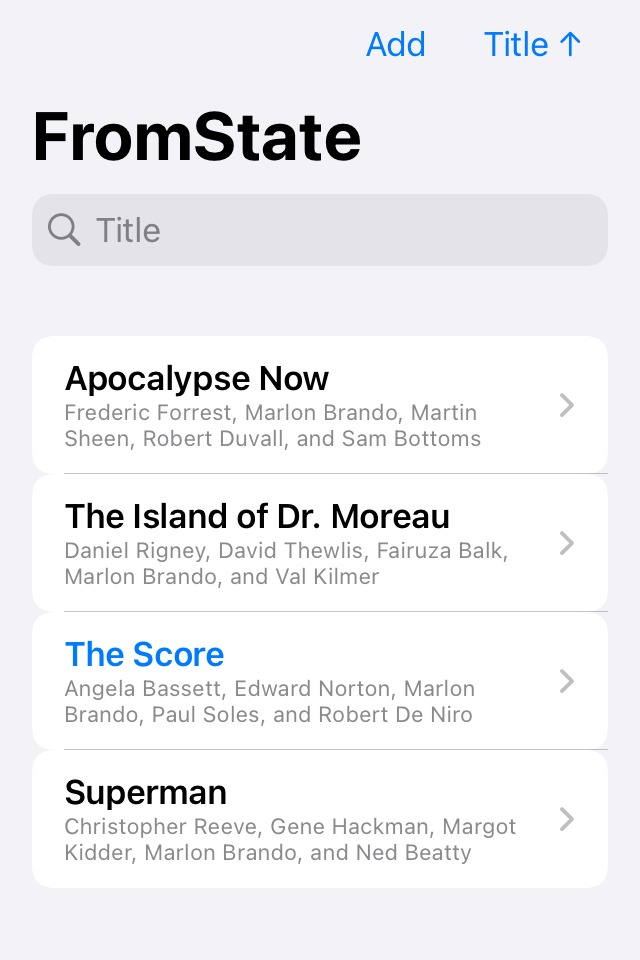 Add Title ↑
FromState
Title
Apocalypse Now
Frederic Forrest, Marlon Brando, Martin
Sheen, Robert Duvall, and Sam Bottoms
The Island of Dr. Moreau
Daniel Rigney, David Thewlis, Fairuza Balk,
Marlon Brando, and Val Kilmer
The Score
Angela Bassett, Edward Norton, Marlon
Brando, Paul Soles, and Robert De Niro
Superman
Christopher Reeve, Gene Hackman, Margot
Kidder, Marlon Brando, and Ned Beatty